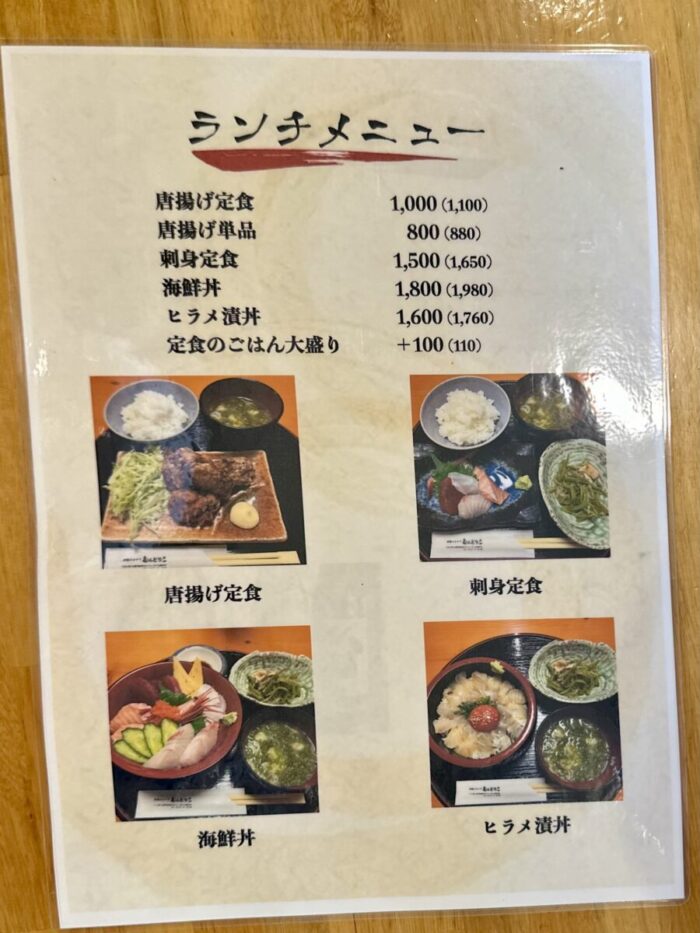 ランチメニュー
唐揚げ定食 1,000(1,100)
唐揚げ単品 800(880)
刺身定食 1,500(1,650)
海鮮丼 1,800(1,980)
ヒラメ漬丼 1,600(1,760)
定食のごはん大盛り +100(110)
唐揚げ定食
刺身定食
海鮮丼
ヒラメ漬丼